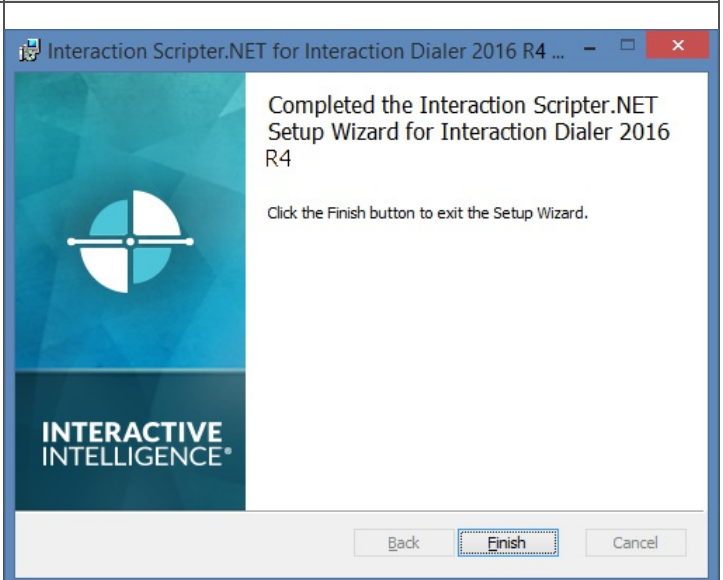 Interaction Scripter.NET for Interaction Dialer 2016 R4 ...
Completed the Interaction Scripter.NET
Setup Wizard for Interaction Dialer 2016
R4
Click the Finish button to exit the Setup Wizard.
INTERACTIVE
INTELLIGENCE®
Back Finish Cancel